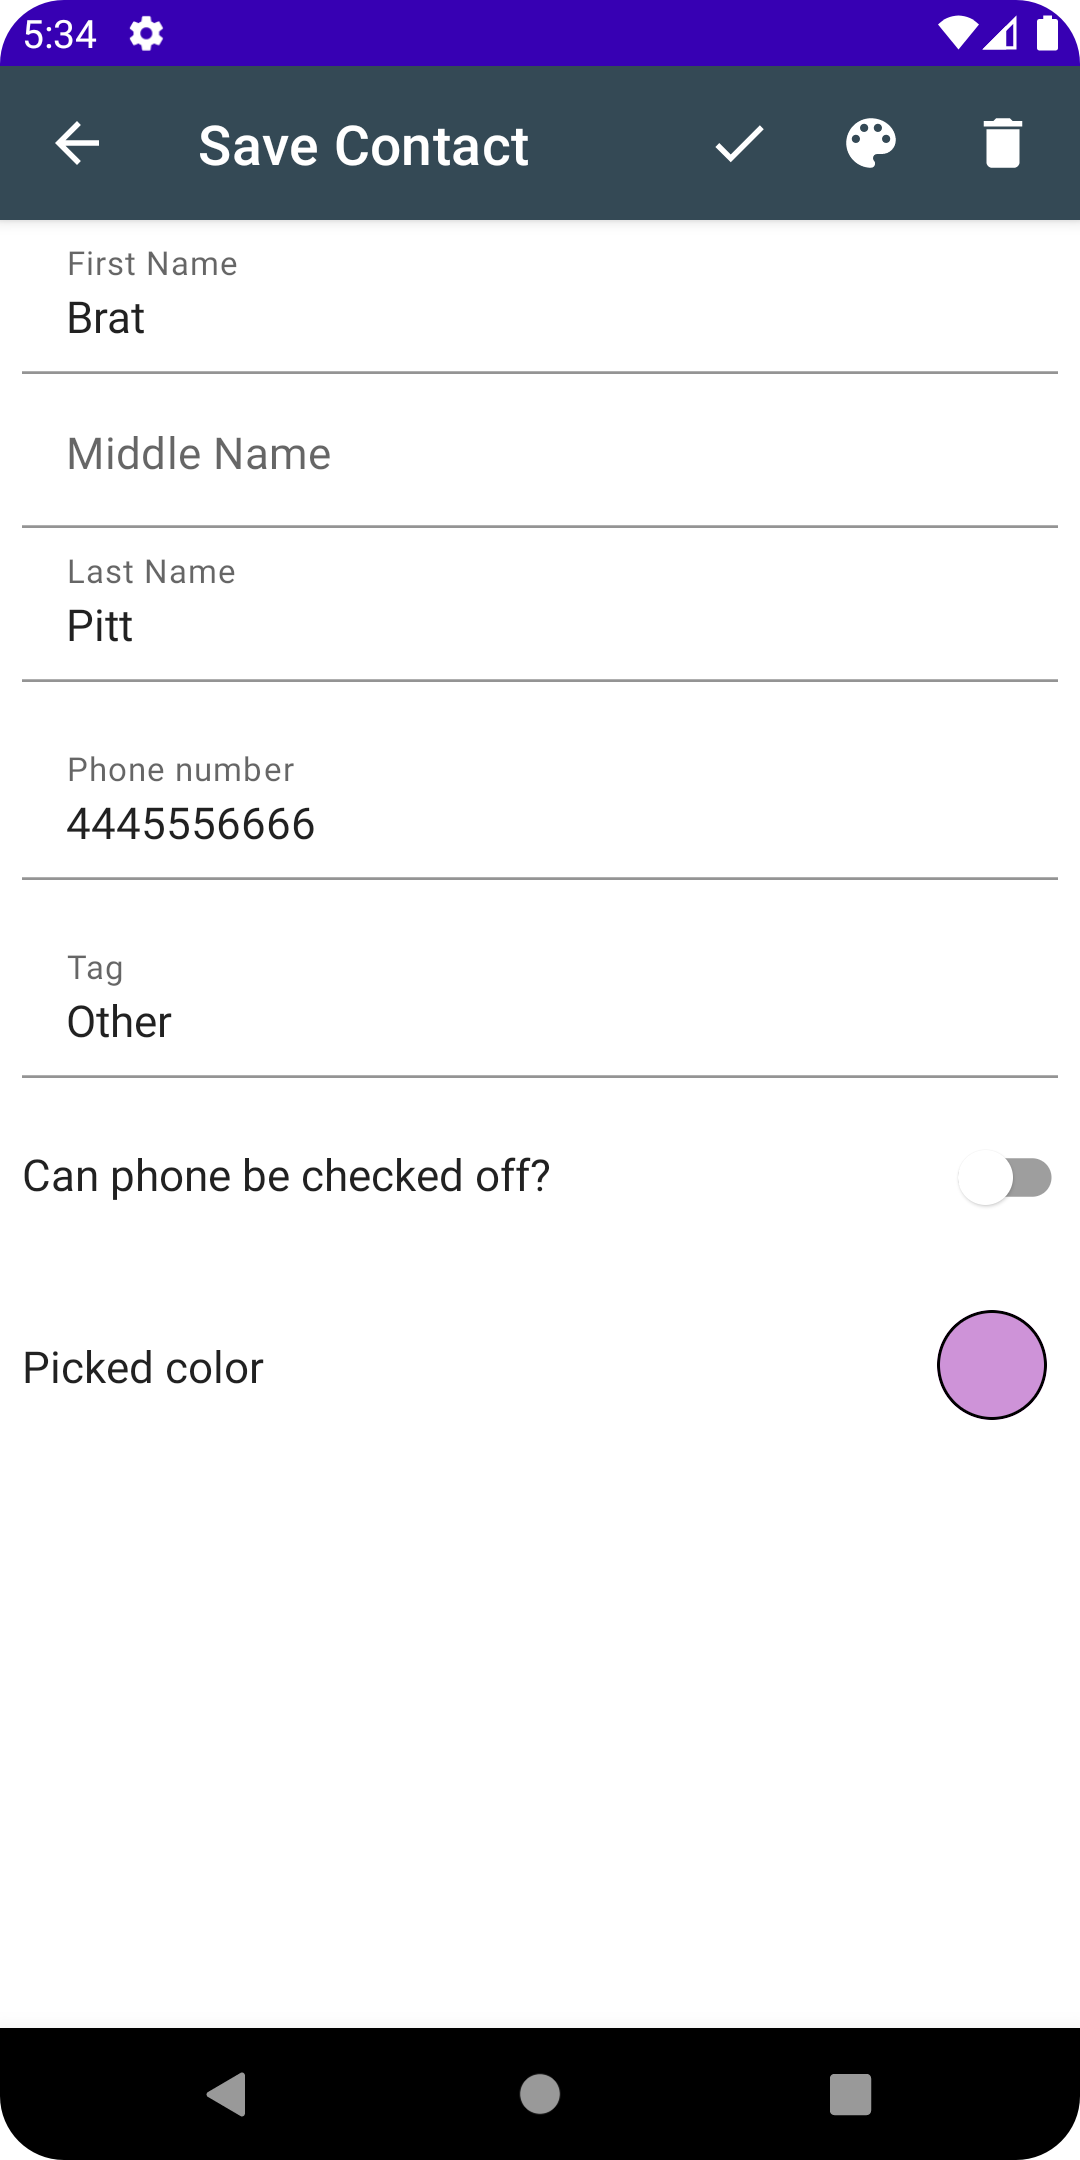 5:34
Save Contact
First Name
Brat
Middle Name
Last Name
Pitt
Phone number
4445556666
Tag
Other
Can phone be checked off?
Picked color